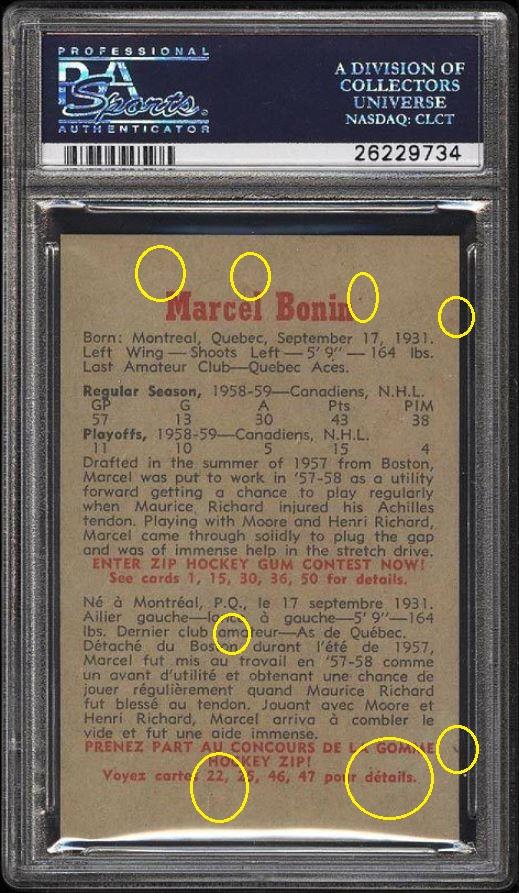 PROFESSIONAL
PSA
Sports
AUTHENTICATOR
A DIVISION OF
COLLECTORS
UNIVERSE
NASDAQ: CLCT
26229734
Marcel Bonin
Born: Montreal, Quebec, September 17, 1931.
Left Wing — Shoots Left — 5' 9" — 164 lbs.
Last Amateur Club—Quebec Aces.
Regular Season, 1958-59—Canadiens, N.H.L.
GP G A Pts PIM
57 13 30 43 38
Playoffs, 1958-59—Canadiens, N.H.L.
11 10 5 15 4
Drafted in the summer of 1957 from Boston,
Marcel was put to work in '57-58 as a utility
forward getting a chance to play regularly
when Maurice Richard injured his Achilles
tendon. Playing with Moore and Henri Richard,
Marcel came through solidly to plug the gap
and was of immense help in the stretch drive.
ENTER ZIP HOCKEY GUM CONTEST NOW!
See cards 1, 15, 30, 36, 50 for details.
Né à Montréal, P.Q., le 17 septembre 1931.
Ailier gauche—lance à gauche—5' 9"—164
lbs. Dernier club amateur—As de Québec.
Détaché du Boston durant l'été de 1957,
Marcel fut mis au travail en '57-58 comme
un avant d'utilité et obtenant une chance de
jouer régulièrement quand Maurice Richard
fut blessé au tendon. Jouant avec Moore et
Henri Richard, Marcel arriva à combler le
vide et fut une aide immense.
PRENEZ PART AU CONCOURS DE LA GOMME
HOCKEY ZIP!
Voyez cartes 22, 25, 46, 47 pour détails.